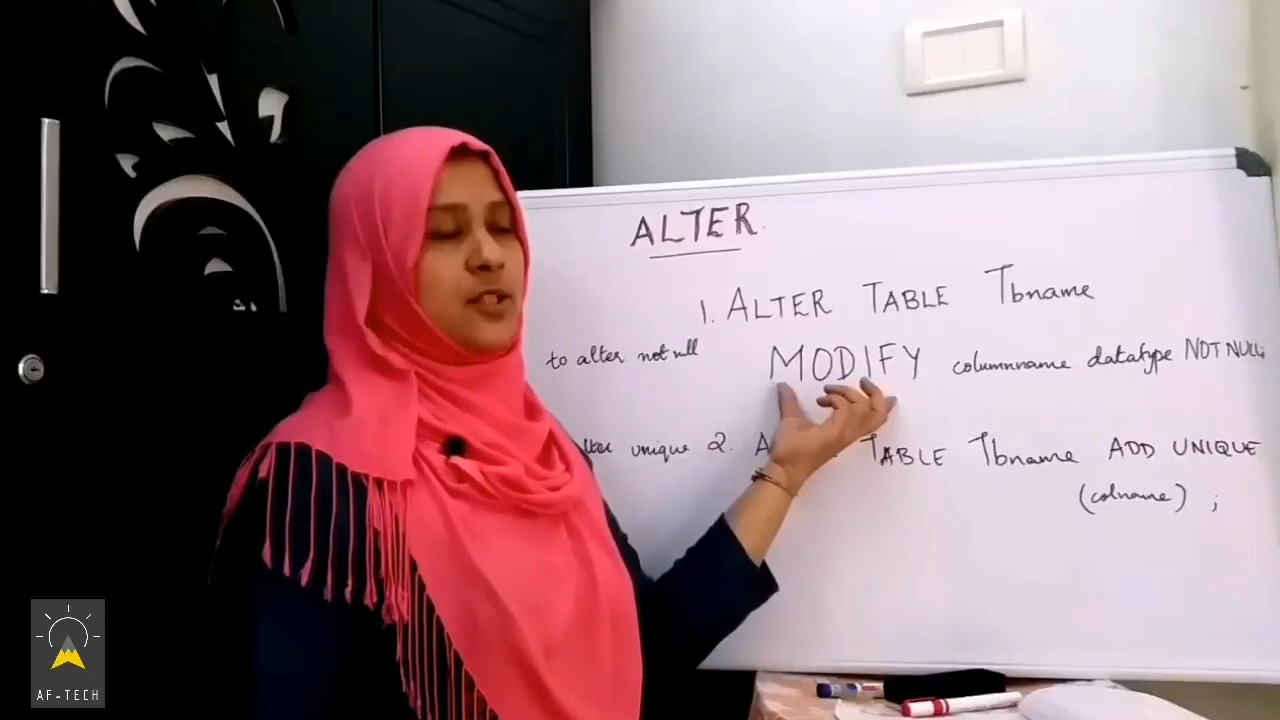 ALTER
1. ALTER TABLE Tbname
to alter not null MODIFY columnname datatype NOT NULL;
unique 2. TABLE Tbname ADD UNIQUE
(colname) ;
AF-TECH